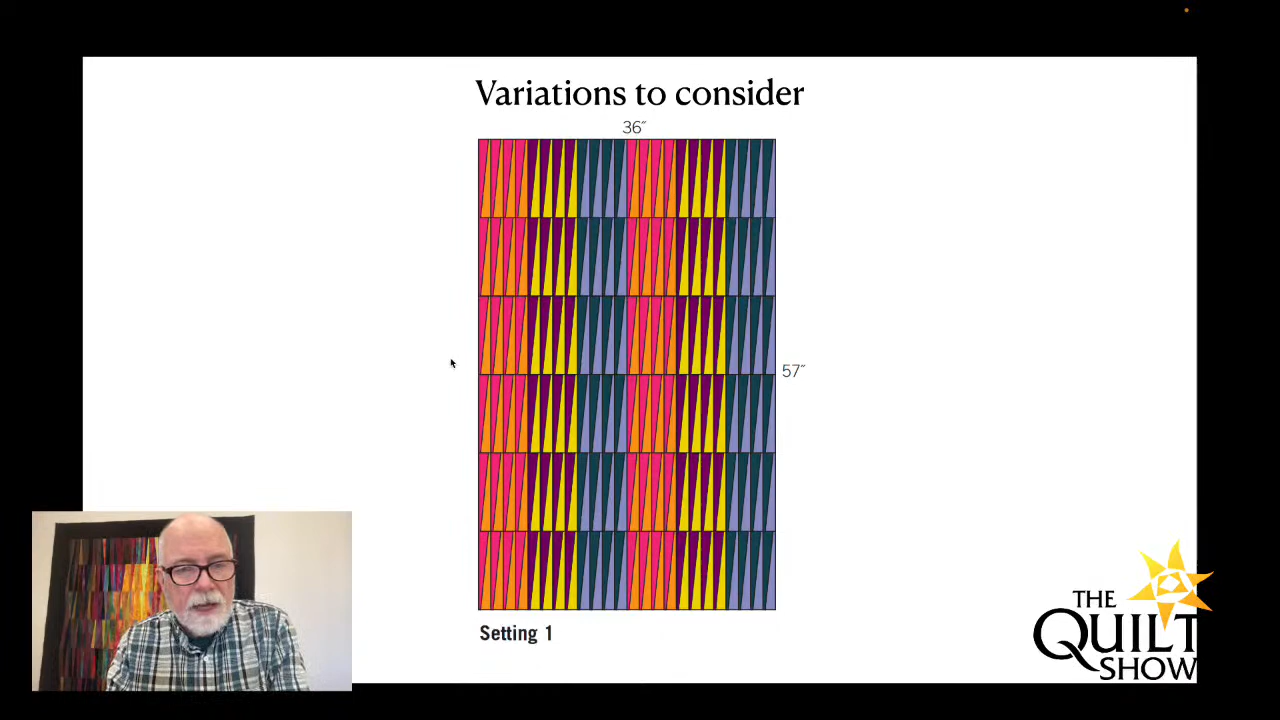 Variations to consider
36″
57″
Setting 1
THE
QUILT
SHOW